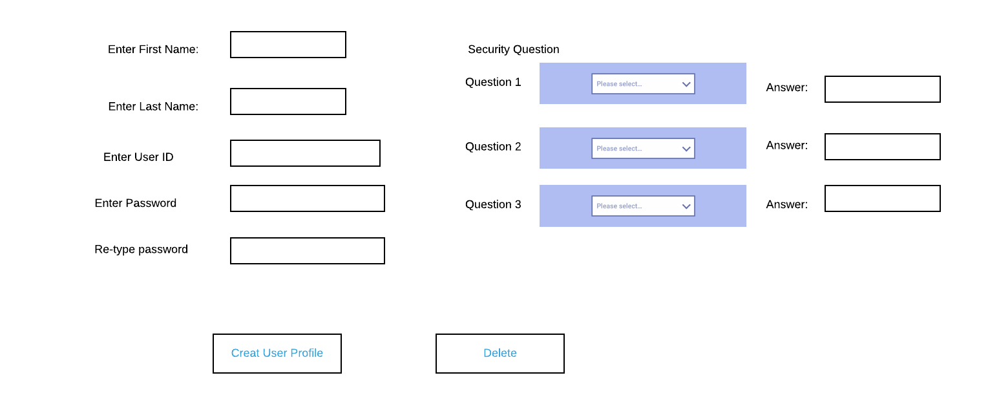 Enter First Name:
Enter Last Name:
Enter User ID
Enter Password
Re-type password
Security Question
Question 1 Please select... Answer:
Question 2 Please select... Answer:
Question 3 Please select... Answer:
Creat User Profile
Delete